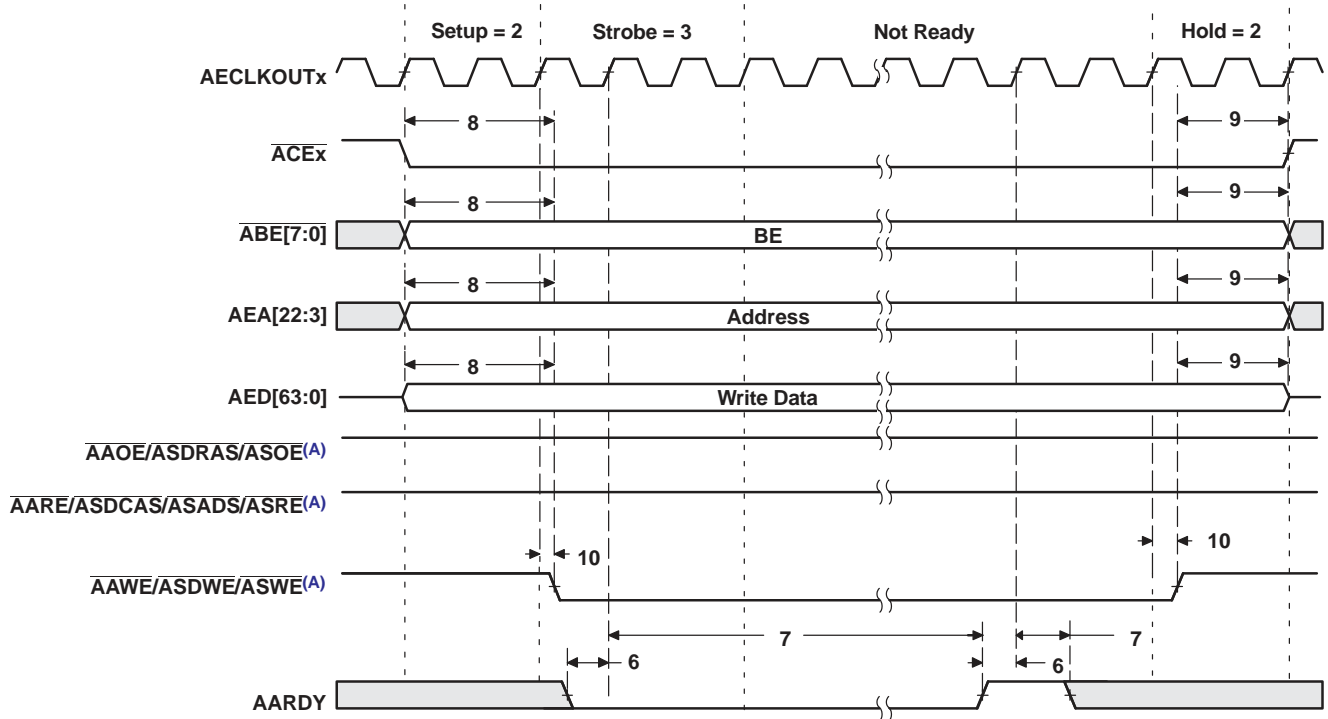 Setup = 2 Strobe = 3 Not Ready Hold = 2
AECLKOUTx
8 9
ACEx
8 9
ABE[7:0] BE
8 9
AEA[22:3] Address
8 9
AED[63:0] Write Data
AAOE/ASDRAS/ASOE(A)
AARE/ASDCAS/ASADS/ASRE(A)
10 10
AAWE/ASDWE/ASWE(A)
7 7
6 6
AARDY